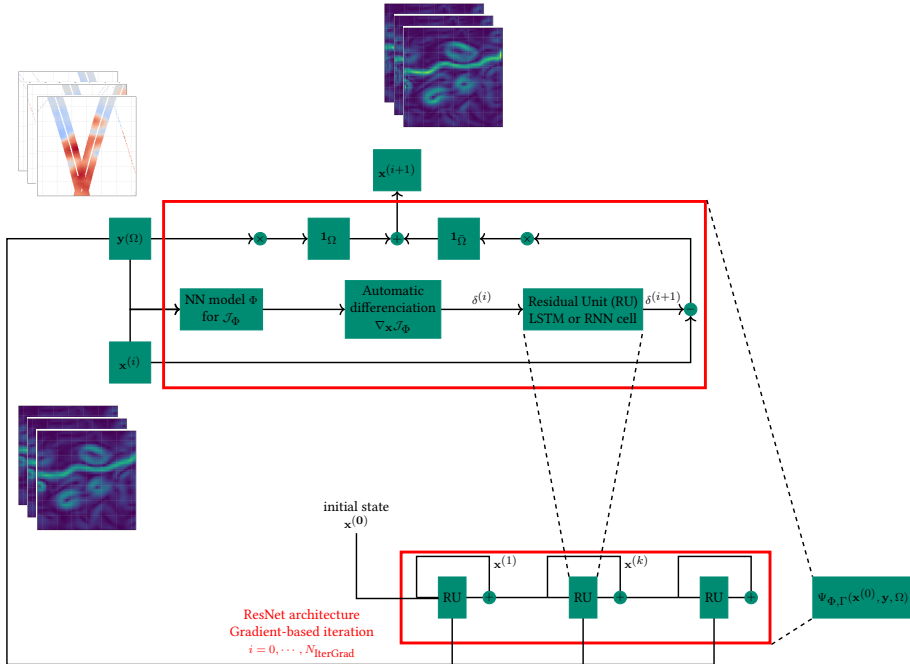 𝐱^(i+1)
𝐲(Ω)
×
𝟏_Ω
+
𝟏_Ω̄
×
NN model Φ
for 𝒥_Φ
Automatic
differenciation
∇_𝐱 𝒥_Φ
δ^(i)
Residual Unit (RU)
LSTM or RNN cell
δ^(i+1)
−
𝐱^(i)
initial state
𝐱^(𝟎)
𝐱^(1)
𝐱^(k)
RU
+
RU
+
RU
+
Ψ_Φ,Γ(𝐱^(0), 𝐲, Ω)
ResNet architecture
Gradient-based iteration
i = 0, ⋯ , N_IterGrad